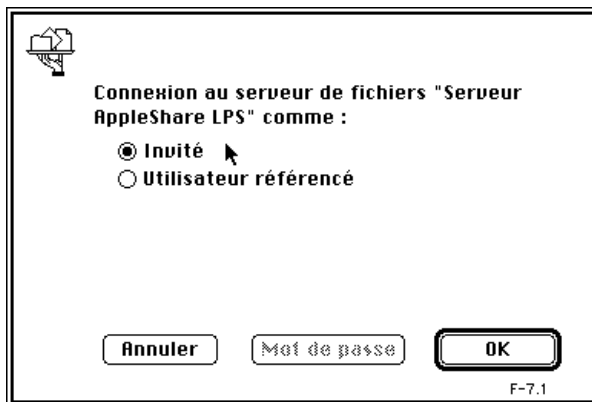 Connexion au serveur de fichiers "Serveur
AppleShare LPS" comme :
Invité
Utilisateur référencé
Annuler
Mot de passe
OK
F-7.1